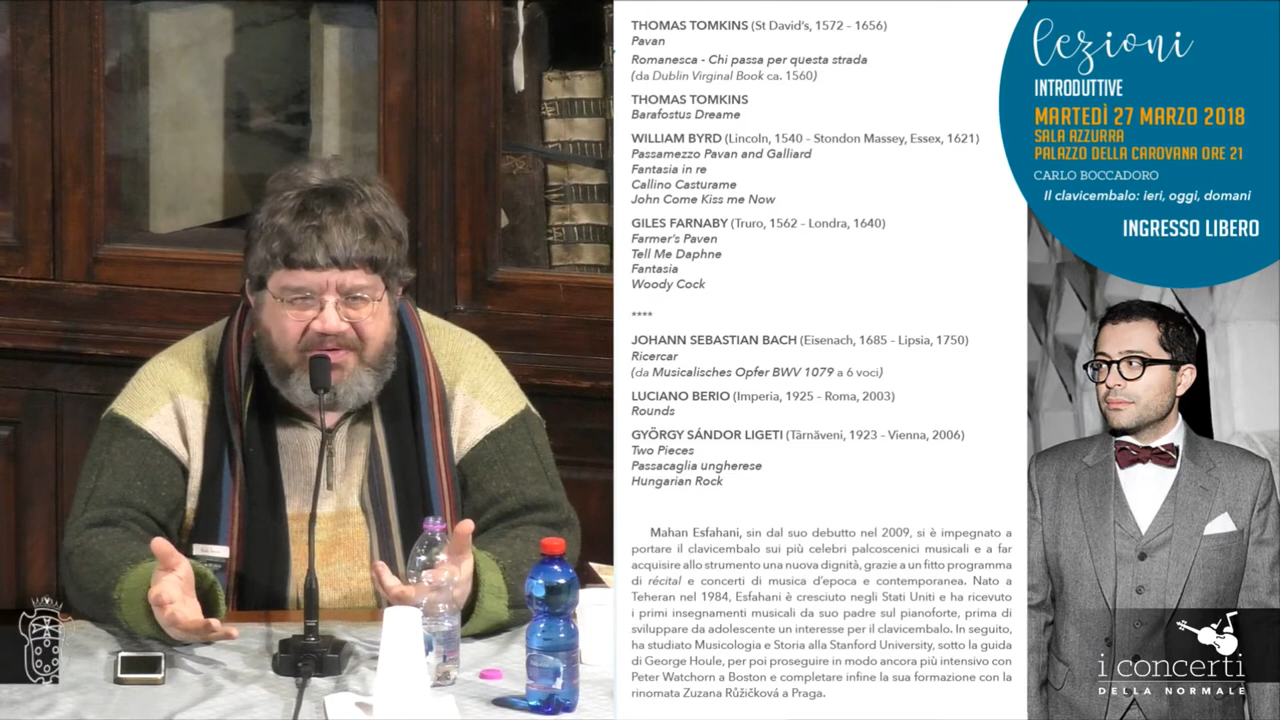 THOMAS TOMKINS (St David's, 1572 – 1656)
Pavan
Romanesca - Chi passa per questa strada
(da Dublin Virginal Book ca. 1560)
THOMAS TOMKINS
Barafostus Dreame
WILLIAM BYRD (Lincoln, 1540 – Stondon Massey, Essex, 1621)
Passamezzo Pavan and Galliard
Fantasia in re
Callino Casturame
John Come Kiss me Now
GILES FARNABY (Truro, 1562 – Londra, 1640)
Farmer's Paven
Tell Me Daphne
Fantasia
Woody Cock
****
JOHANN SEBASTIAN BACH (Eisenach, 1685 – Lipsia, 1750)
Ricercar
(da Musicalisches Opfer BWV 1079 a 6 voci)
LUCIANO BERIO (Imperia, 1925 – Roma, 2003)
Rounds
GYÖRGY SÁNDOR LIGETI (Târnăveni, 1923 – Vienna, 2006)
Two Pieces
Passacaglia ungherese
Hungarian Rock
Mahan Esfahani, sin dal suo debutto nel 2009, si è impegnato a
portare il clavicembalo sui più celebri palcoscenici musicali e a far
acquisire allo strumento una nuova dignità, grazie a un fitto programma
di récital e concerti di musica d'epoca e contemporanea. Nato a
Teheran nel 1984, Esfahani è cresciuto negli Stati Uniti e ha ricevuto
i primi insegnamenti musicali da suo padre sul pianoforte, prima di
sviluppare da adolescente un interesse per il clavicembalo. In seguito,
ha studiato Musicologia e Storia alla Stanford University, sotto la guida
di George Houle, per poi proseguire in modo ancora più intensivo con
Peter Watchorn a Boston e completare infine la sua formazione con la
rinomata Zuzana Růžičková a Praga.
lezioni
INTRODUTTIVE
MARTEDÌ 27 MARZO 2018
SALA AZZURRA
PALAZZO DELLA CAROVANA ORE 21
CARLO BOCCADORO
Il clavicembalo: ieri, oggi, domani
INGRESSO LIBERO
i concerti
DELLA NORMALE